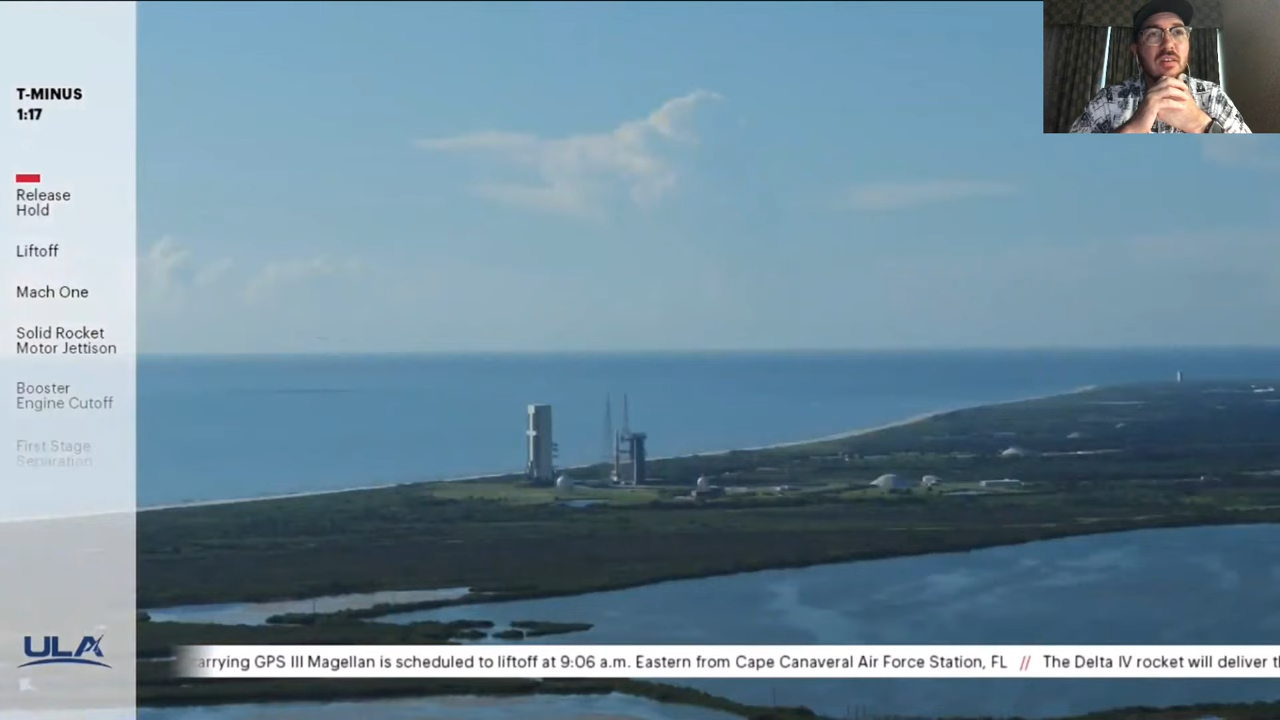 T-MINUS
1:17
Release
Hold
Liftoff
Mach One
Solid Rocket
Motor Jettison
Booster
Engine Cutoff
First Stage
Separation
ULA
arrying GPS III Magellan is scheduled to liftoff at 9:06 a.m. Eastern from Cape Canaveral Air Force Station, FL // The Delta IV rocket will deliver t